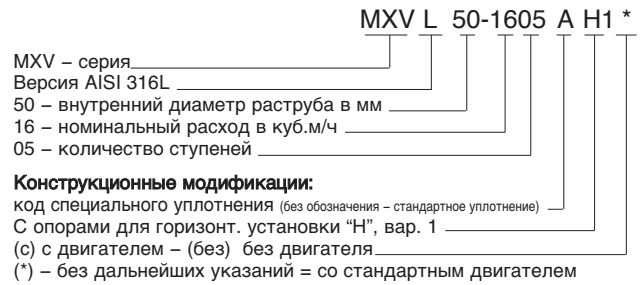 MXV L 50-1605 A H1 *
MXV – серия
Версия AISI 316L
50 – внутренний диаметр раструба в мм
16 – номинальный расход в куб.м/ч
05 – количество ступеней
Конструкционные модификации:
код специального уплотнения (без обозначения – стандартное уплотнение)
С опорами для горизонт. установки “Н”, вар. 1
(с) с двигателем – (без) без двигателя
(*) – без дальнейших указаний = со стандартным двигателем